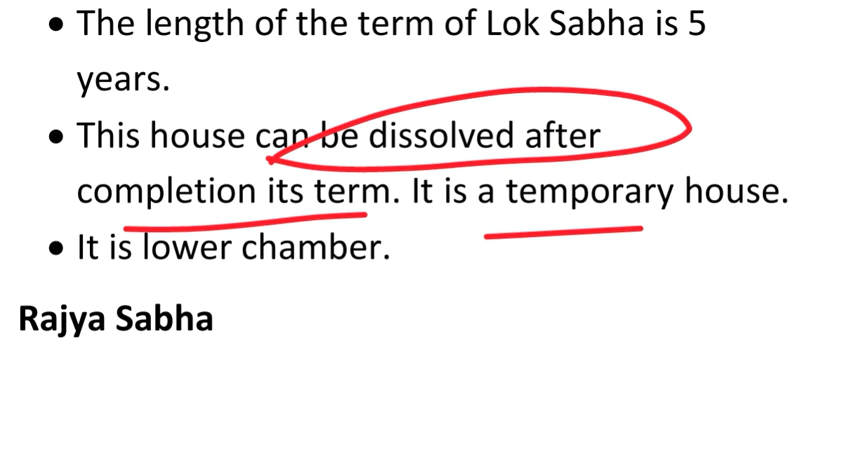 • The length of the term of Lok Sabha is 5
years.
• This house can be dissolved after
completion its term. It is a temporary house.
• It is lower chamber.
Rajya Sabha